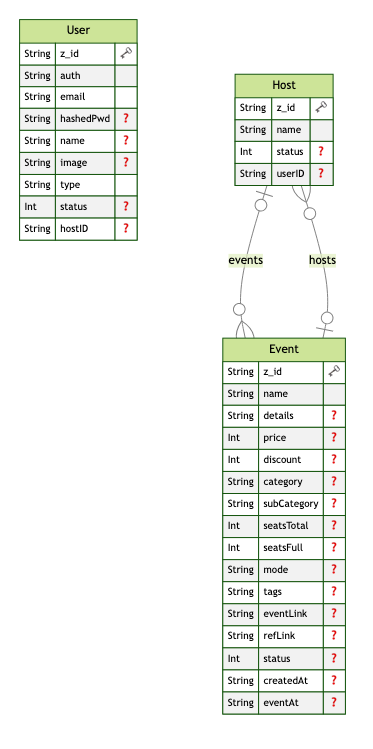 User
String z_id
String auth
String email
String hashedPwd ?
String name ?
String image ?
String type
Int status ?
String hostID ?
Host
String z_id
String name
Int status ?
String userID ?
events
hosts
Event
String z_id
String name
String details ?
Int price ?
Int discount ?
String category ?
String subCategory ?
Int seatsTotal ?
Int seatsFull ?
String mode ?
String tags ?
String eventLink ?
String refLink ?
Int status ?
String createdAt ?
String eventAt ?